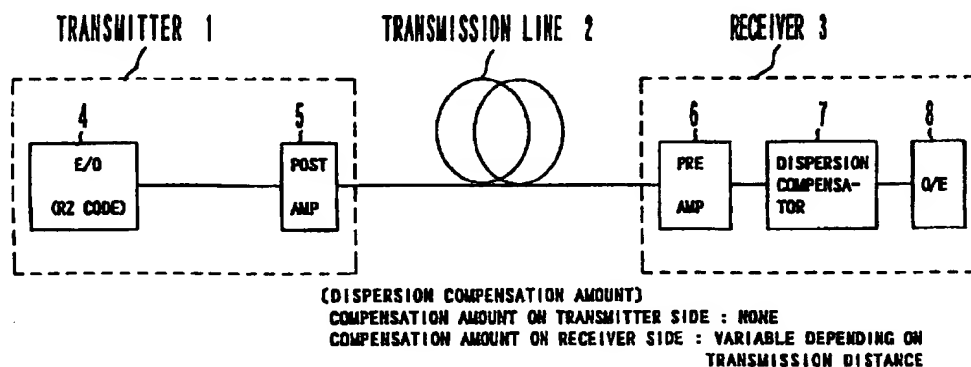 TRANSMITTER 1
TRANSMISSION LINE 2
RECEIVER 3
4
5
6
7
8
E/O
(RZ CODE)
POST
AMP
PRE
AMP
DISPERSION
COMPENSA-
TOR
O/E
(DISPERSION COMPENSATION AMOUNT)
COMPENSATION AMOUNT ON TRANSMITTER SIDE : NONE
COMPENSATION AMOUNT ON RECEIVER SIDE : VARIABLE DEPENDING ON
TRANSMISSION DISTANCE